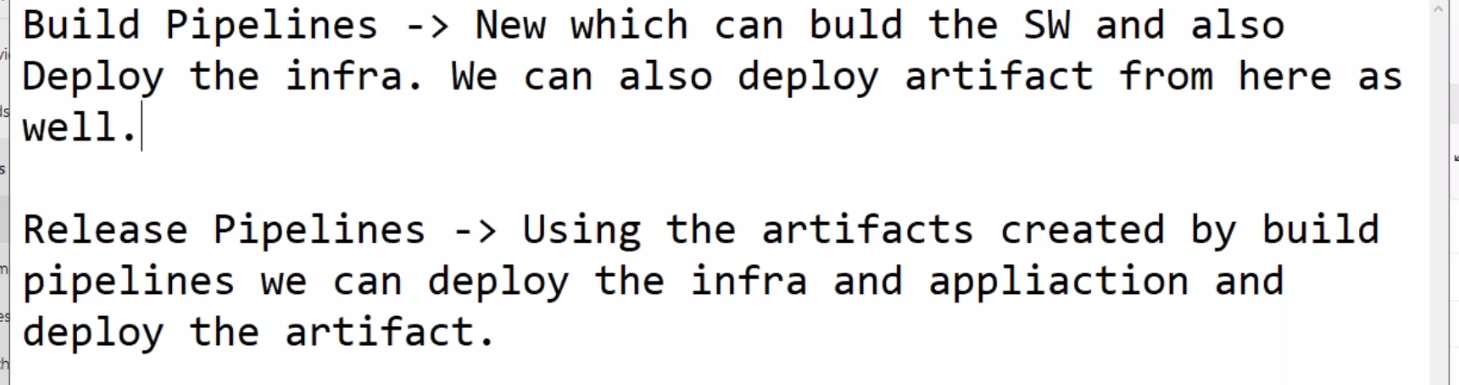 Build Pipelines -> New which can buld the SW and also
Deploy the infra. We can also deploy artifact from here as
well.
Release Pipelines -> Using the artifacts created by build
pipelines we can deploy the infra and appliaction and
deploy the artifact.